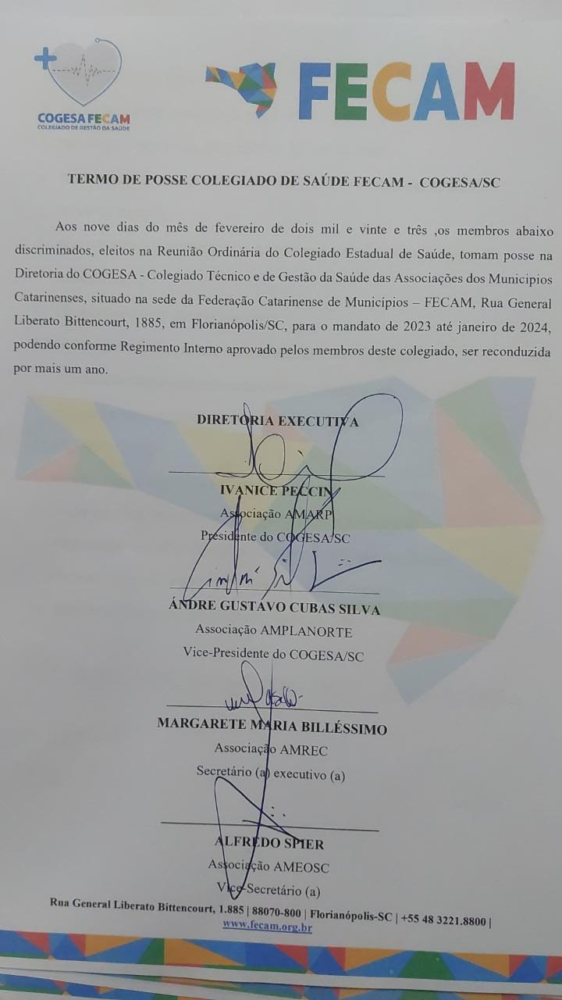 COGESA FECAM
COLEGIADO DE GESTÃO DA SAÚDE
FECAM
TERMO DE POSSE COLEGIADO DE SAÚDE FECAM - COGESA/SC
Aos nove dias do mês de fevereiro de dois mil e vinte e três ,os membros abaixo
discriminados, eleitos na Reunião Ordinária do Colegiado Estadual de Saúde, tomam posse na
Diretoria do COGESA - Colegiado Técnico e de Gestão da Saúde das Associações dos Municipios
Catarinenses, situado na sede da Federação Catarinense de Municípios – FECAM, Rua General
Liberato Bittencourt, 1885, em Florianópolis/SC, para o mandato de 2023 até janeiro de 2024,
podendo conforme Regimento Interno aprovado pelos membros deste colegiado, ser reconduzida
por mais um ano.
DIRETORIA EXECUTIVA
IVANICE PECCIN
Associação AMARP
Presidente do COGESA/SC
ÁNDRE GUSTAVO CUBAS SILVA
Associação AMPLANORTE
Vice-Presidente do COGESA/SC
MARGARETE MARIA BILLÉSSIMO
Associação AMREC
Secretário (a) executivo (a)
ALFREDO SPIER
Associação AMEOSC
Vice-Secretário (a)
Rua General Liberato Bittencourt, 1.885 | 88070-800 | Florianópolis-SC | +55 48 3221.8800 |
www.fecam.org.br